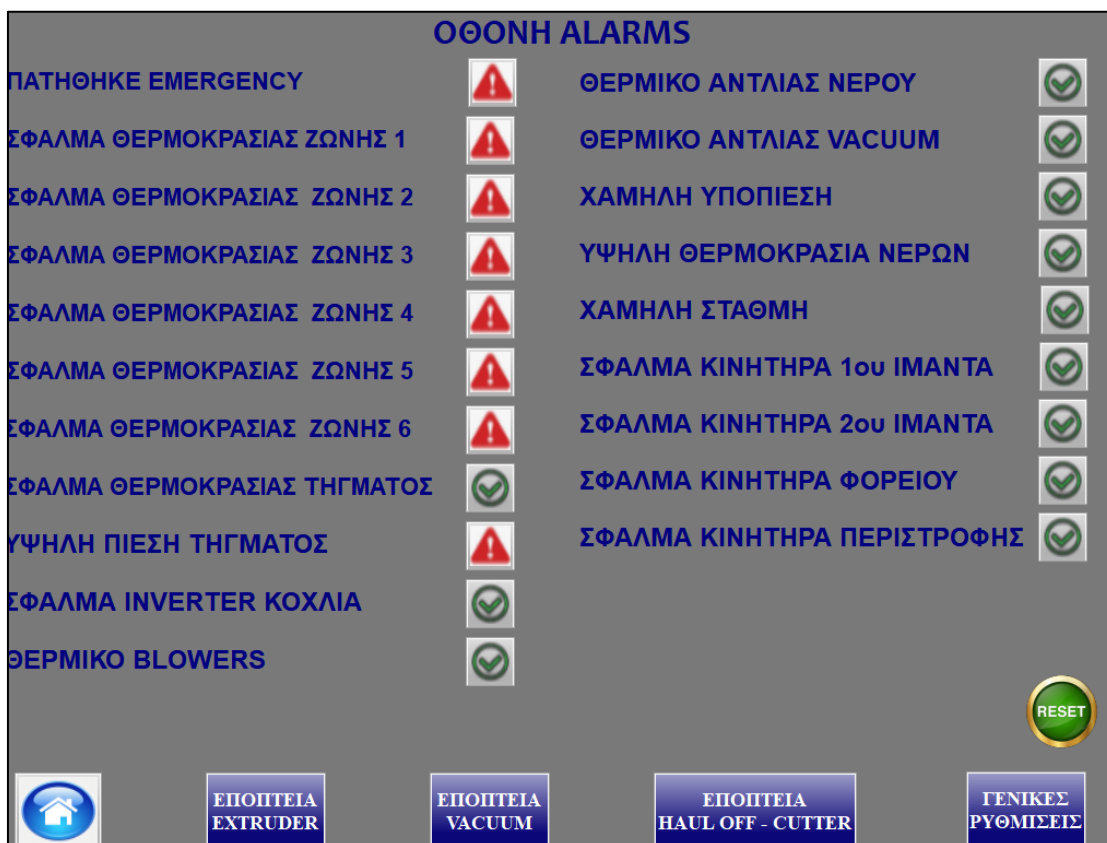 ΟΘΟΝΗ ALARMS
ΠΑΤΗΘΗΚΕ EMERGENCY
ΣΦΑΛΜΑ ΘΕΡΜΟΚΡΑΣΙΑΣ ΖΩΝΗΣ 1
ΣΦΑΛΜΑ ΘΕΡΜΟΚΡΑΣΙΑΣ ΖΩΝΗΣ 2
ΣΦΑΛΜΑ ΘΕΡΜΟΚΡΑΣΙΑΣ ΖΩΝΗΣ 3
ΣΦΑΛΜΑ ΘΕΡΜΟΚΡΑΣΙΑΣ ΖΩΝΗΣ 4
ΣΦΑΛΜΑ ΘΕΡΜΟΚΡΑΣΙΑΣ ΖΩΝΗΣ 5
ΣΦΑΛΜΑ ΘΕΡΜΟΚΡΑΣΙΑΣ ΖΩΝΗΣ 6
ΣΦΑΛΜΑ ΘΕΡΜΟΚΡΑΣΙΑΣ ΤΗΓΜΑΤΟΣ
ΥΨΗΛΗ ΠΙΕΣΗ ΤΗΓΜΑΤΟΣ
ΣΦΑΛΜΑ INVERTER ΚΟΧΛΙΑ
ΘΕΡΜΙΚΟ BLOWERS
ΘΕΡΜΙΚΟ ΑΝΤΛΙΑΣ ΝΕΡΟΥ
ΘΕΡΜΙΚΟ ΑΝΤΛΙΑΣ VACUUM
ΧΑΜΗΛΗ ΥΠΟΠΙΕΣΗ
ΥΨΗΛΗ ΘΕΡΜΟΚΡΑΣΙΑ ΝΕΡΩΝ
ΧΑΜΗΛΗ ΣΤΑΘΜΗ
ΣΦΑΛΜΑ ΚΙΝΗΤΗΡΑ 1ου ΙΜΑΝΤΑ
ΣΦΑΛΜΑ ΚΙΝΗΤΗΡΑ 2ου ΙΜΑΝΤΑ
ΣΦΑΛΜΑ ΚΙΝΗΤΗΡΑ ΦΟΡΕΙΟΥ
ΣΦΑΛΜΑ ΚΙΝΗΤΗΡΑ ΠΕΡΙΣΤΡΟΦΗΣ
RESET
ΕΠΟΠΤΕΙΑ
EXTRUDER
ΕΠΟΠΤΕΙΑ
VACUUM
ΕΠΟΠΤΕΙΑ
HAUL OFF - CUTTER
ΓΕΝΙΚΕΣ
ΡΥΘΜΙΣΕΙΣ